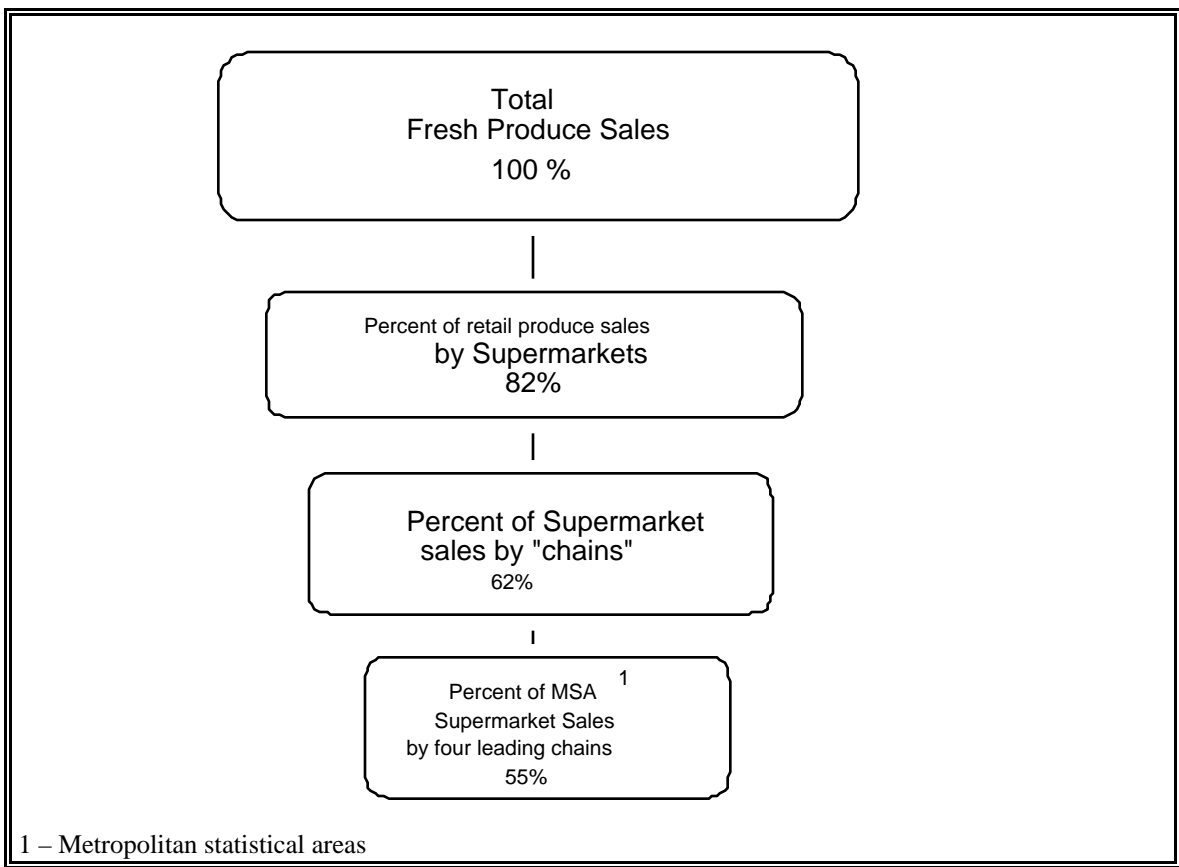 Total
Fresh Produce Sales
100 %
Percent of retail produce sales
by Supermarkets
82%
Percent of Supermarket
sales by "chains"
62%
Percent of MSA 1
Supermarket Sales
by four leading chains
55%
1 – Metropolitan statistical areas